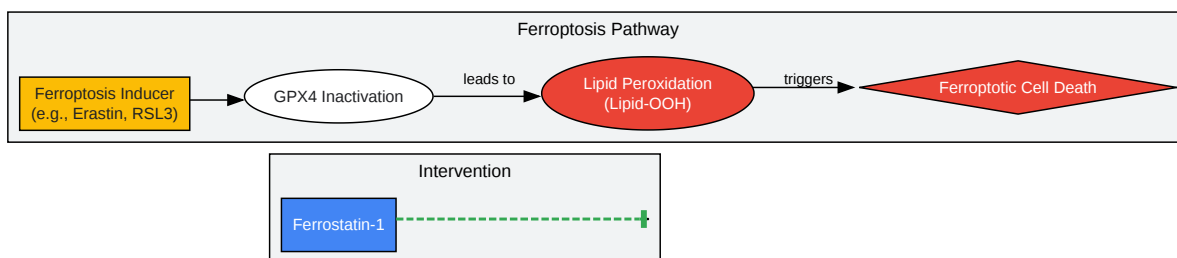 Ferroptosis Pathway
Ferroptosis Inducer
(e.g., Erastin, RSL3)
GPX4 Inactivation
leads to
Lipid Peroxidation
(Lipid-OOH)
triggers
Ferroptotic Cell Death
Intervention
Ferrostatin-1